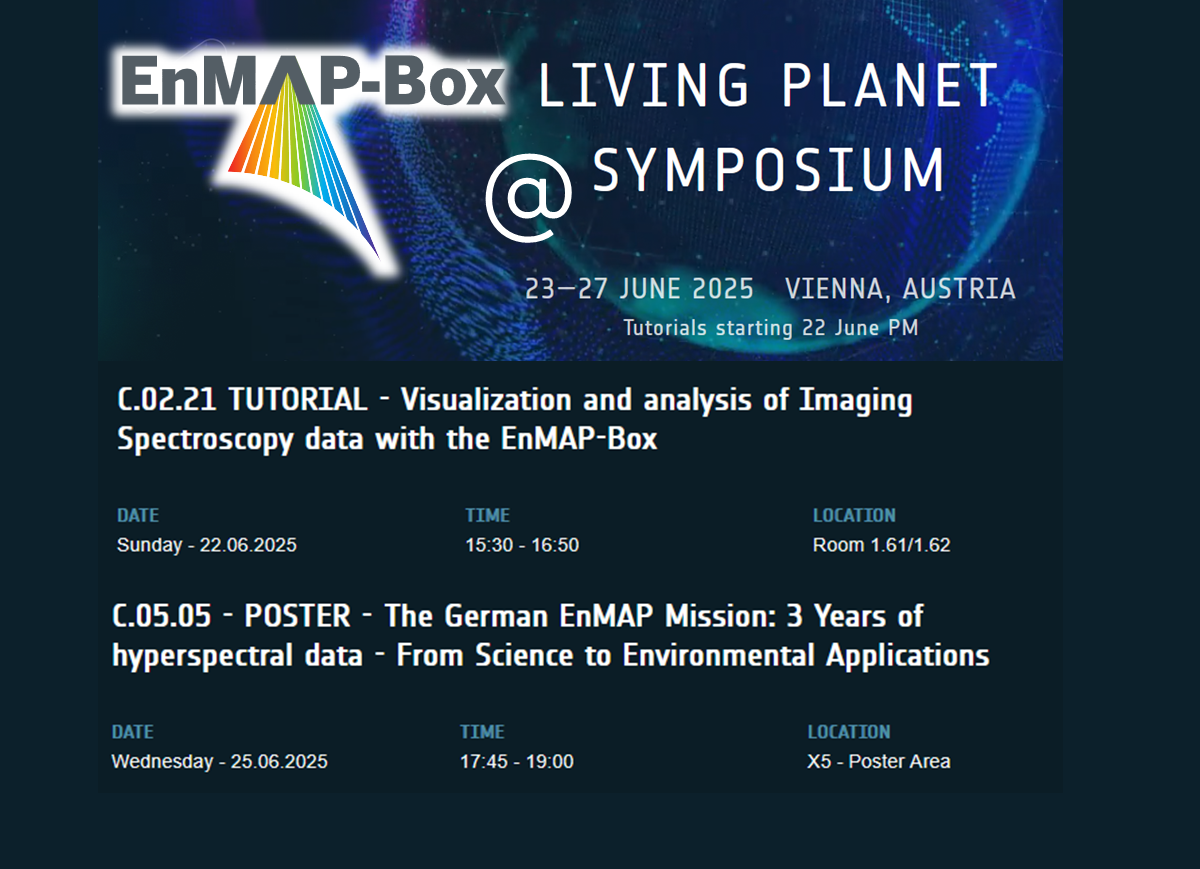 EnMAP-Box
LIVING PLANET
@ SYMPOSIUM
23–27 JUNE 2025 VIENNA, AUSTRIA
Tutorials starting 22 June PM
C.02.21 TUTORIAL - Visualization and analysis of Imaging
Spectroscopy data with the EnMAP-Box
DATE TIME LOCATION
Sunday - 22.06.2025 15:30 - 16:50 Room 1.61/1.62
C.05.05 - POSTER - The German EnMAP Mission: 3 Years of
hyperspectral data - From Science to Environmental Applications
DATE TIME LOCATION
Wednesday - 25.06.2025 17:45 - 19:00 X5 - Poster Area